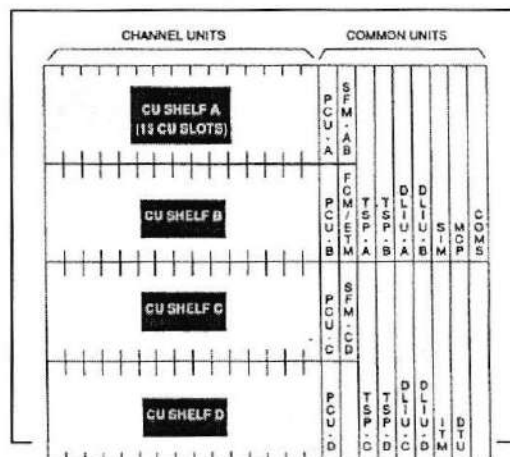 CHANNEL UNITS
COMMON UNITS
CU SHELF A
(15 CU SLOTS)
PCU-A
SFM-AB
CU SHELF B
PCU-B
FCM/ETM
TSP-A
TSP-B
DLIU-A
DLIU-B
SIM
MCP
COMS
CU SHELF C
PCU-C
SFM-CD
CU SHELF D
PCU-D
TSP-C
TSP-D
DLIU-C
DLIU-D
ITM
DTU